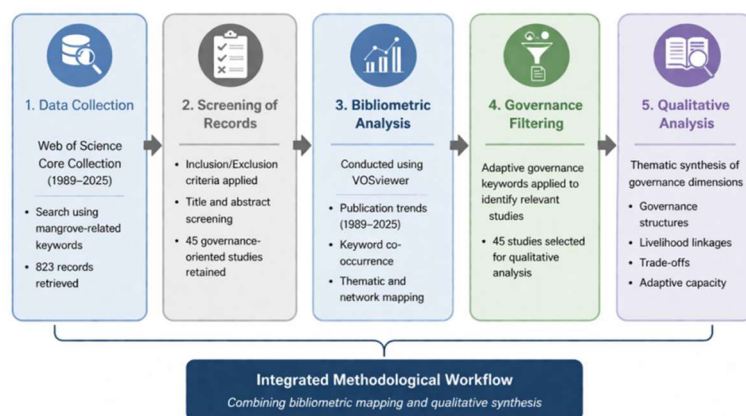 1. Data Collection
Web of Science
Core Collection
(1989–2025)
• Search using
mangrove-related
keywords
• 823 records
retrieved
2. Screening of
Records
• Inclusion/Exclusion
criteria applied
• Title and abstract
screening
• 45 governance-
oriented studies
retained
3. Bibliometric
Analysis
Conducted using
VOSviewer
• Publication trends
(1989–2025)
• Keyword co-
occurrence
• Thematic and
network mapping
4. Governance
Filtering
Adaptive governance
keywords applied to
identify relevant
studies
• 45 studies selected
for qualitative
analysis
5. Qualitative
Analysis
Thematic synthesis of
governance dimensions
• Governance
structures
• Livelihood linkages
• Trade-offs
• Adaptive capacity
Integrated Methodological Workflow
Combining bibliometric mapping and qualitative synthesis